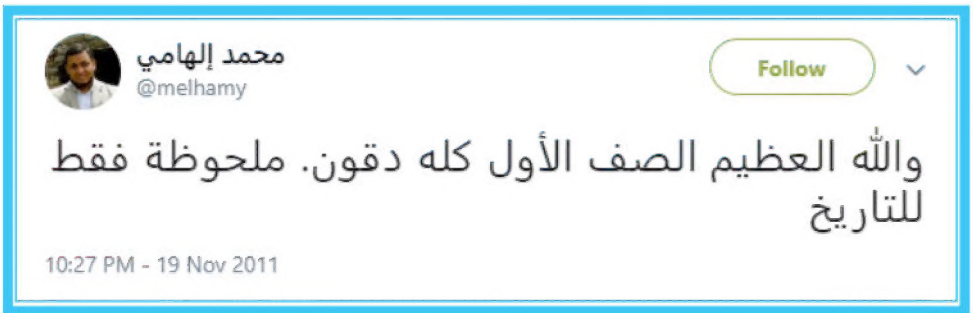 محمد إلهامي
@melhamy
Follow
والله العظيم الصف الأول كله دقون. ملحوظة فقط
للتاريخ
10:27 PM - 19 Nov 2011